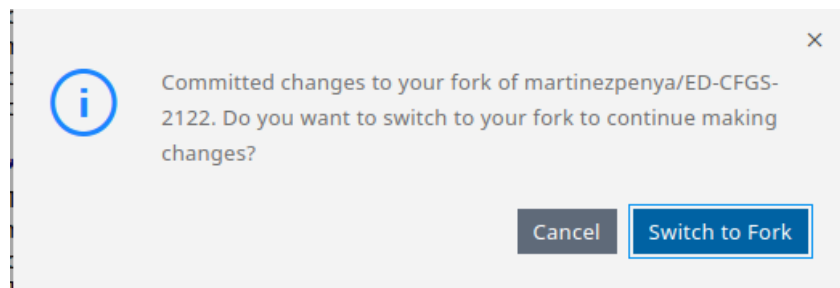 Committed changes to your fork of martinezpenya/ED-CFGS-
2122. Do you want to switch to your fork to continue making
changes?
Cancel
Switch to Fork